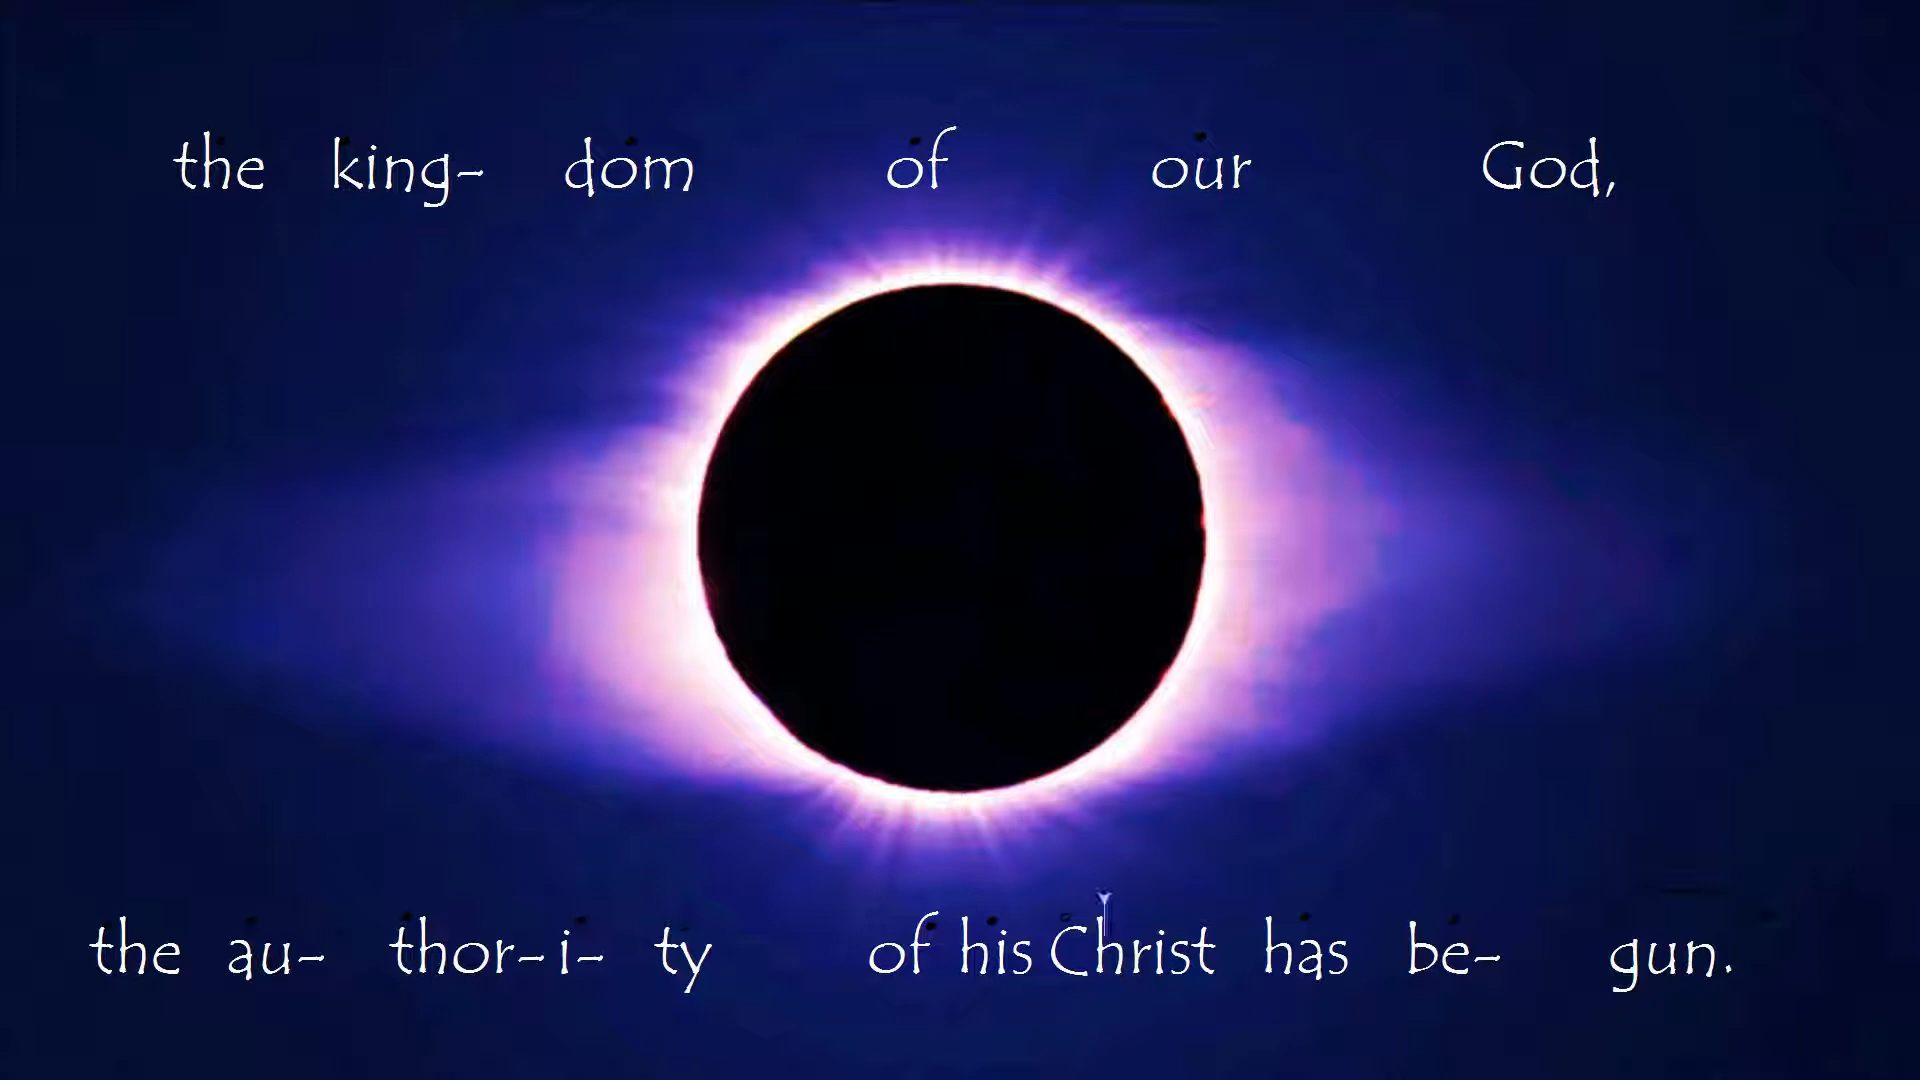 the king- dom of our God,
the au- thor- i- ty of his Christ has be- gun.